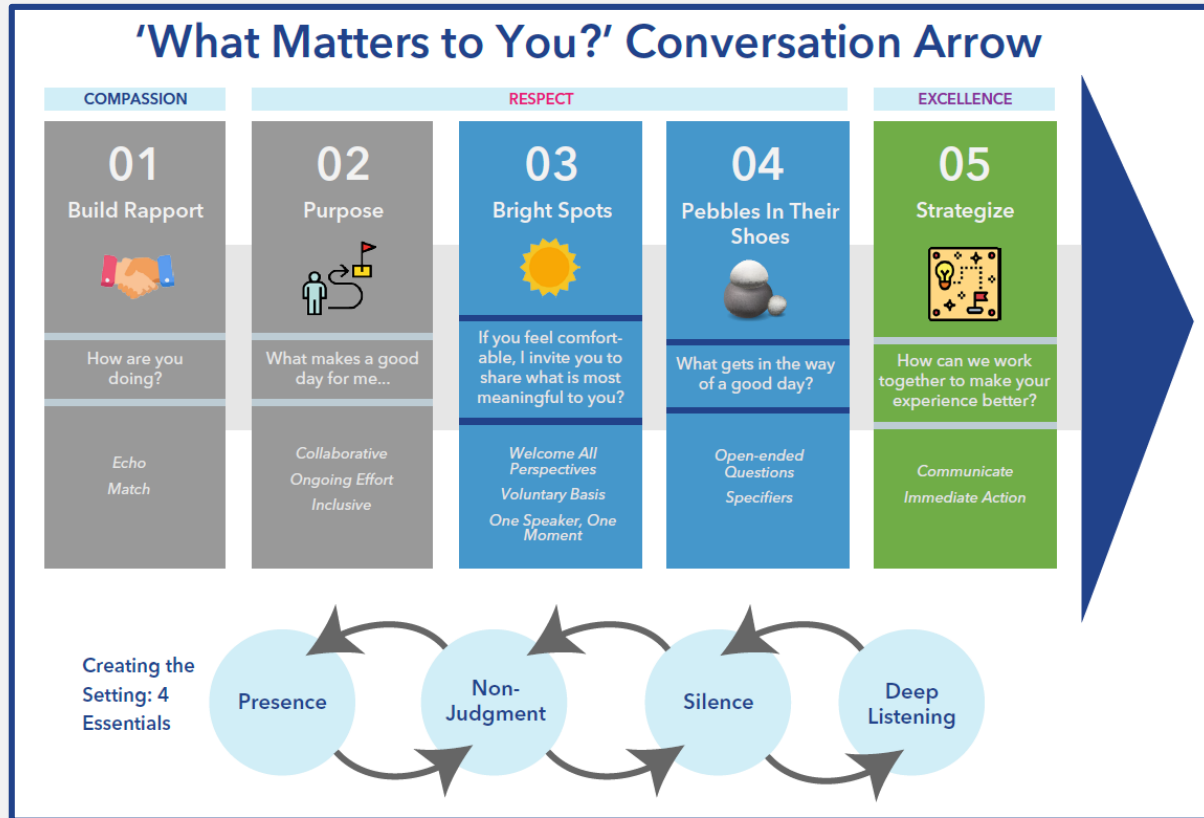 'What Matters to You?' Conversation Arrow
COMPASSION
RESPECT
EXCELLENCE
01
Build Rapport
How are you
doing?
Echo
Match
02
Purpose
What makes a good
day for me...
Collaborative
Ongoing Effort
Inclusive
03
Bright Spots
If you feel comfort-
able, I invite you to
share what is most
meaningful to you?
Welcome All
Perspectives
Voluntary Basis
One Speaker, One
Moment
04
Pebbles In Their
Shoes
What gets in the way
of a good day?
Open-ended
Questions
Specifiers
05
Strategize
How can we work
together to make your
experience better?
Communicate
Immediate Action
Creating the
Setting: 4
Essentials
Presence
Non-
Judgment
Silence
Deep
Listening